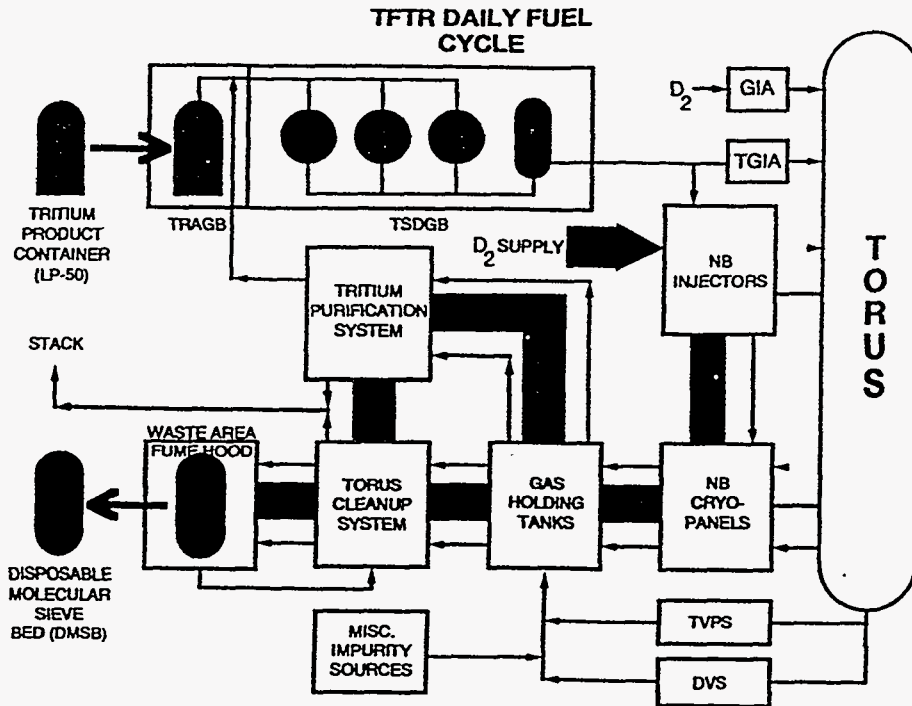 TFTR DAILY FUEL
CYCLE
D2
GIA
TGIA
TRITIUM
PRODUCT
CONTAINER
(LP-50)
TRAGB
TSDGB
D2 SUPPLY
NB
INJECTORS
TORUS
TRITIUM
PURIFICATION
SYSTEM
STACK
WASTE AREA
FUME HOOD
TORUS
CLEANUP
SYSTEM
GAS
HOLDING
TANKS
NB
CRYO-
PANELS
DISPOSABLE
MOLECULAR
SIEVE
BED (DMSB)
MISC.
IMPURITY
SOURCES
TVPS
DVS